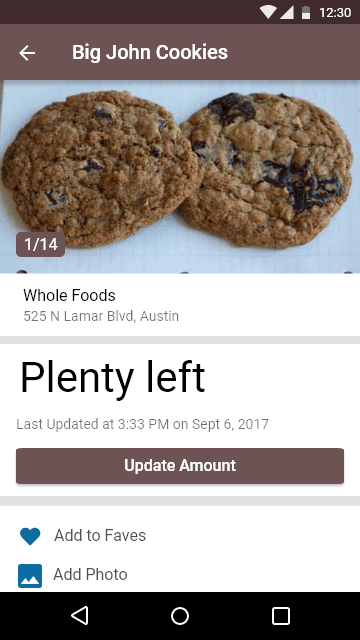 12:30
Big John Cookies
1/14
Whole Foods
525 N Lamar Blvd, Austin
Plenty left
Last Updated at 3:33 PM on Sept 6, 2017
Update Amount
Add to Faves
Add Photo